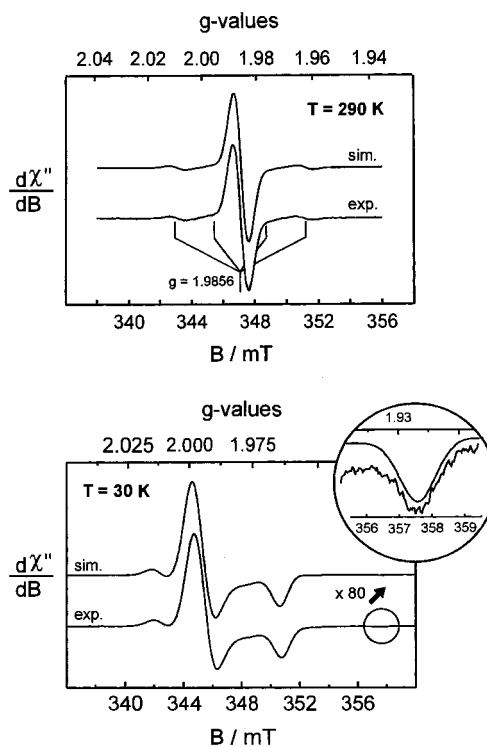 g-values
2.04 2.02 2.00 1.98 1.96 1.94
T = 290 K
sim.
dχ"
dB
exp.
g = 1.9856
340 344 348 352 356
B / mT
g-values
2.025 2.000 1.975
1.93
T = 30 K
356 357 358 359
dχ"
dB
sim.
x 80
exp.
340 344 348 352 356
B / mT